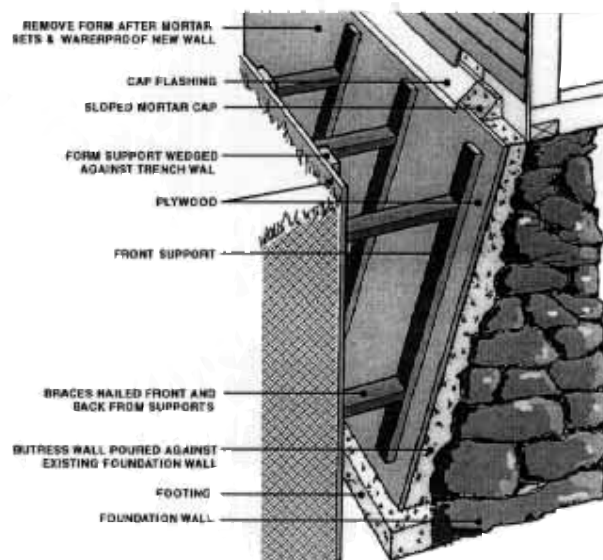 REMOVE FORM AFTER MORTAR
SETS & WARERPROOF NEW WALL
CAP FLASHING
SLOPED MORTAR CAP
FORM SUPPORT WEDGED
AGAINST TRENCH WAL
PLYWOOD
FRONT SUPPORT
BRACES NAILED FRONT AND
BACK FROM SUPPORTS
BUTRESS WALL POURED AGAINST
EXISTING FOUNDATION WALL
FOOTING
FOUNDATION WALL